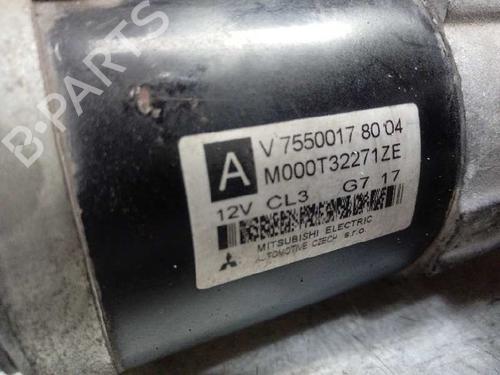 B-Parts
A
V 7550017 80 04
M000T32271ZE
12V CL3 G7 17
MITSUBISHI ELECTRIC
AUTOMOTIVE CZECH s.r.o.